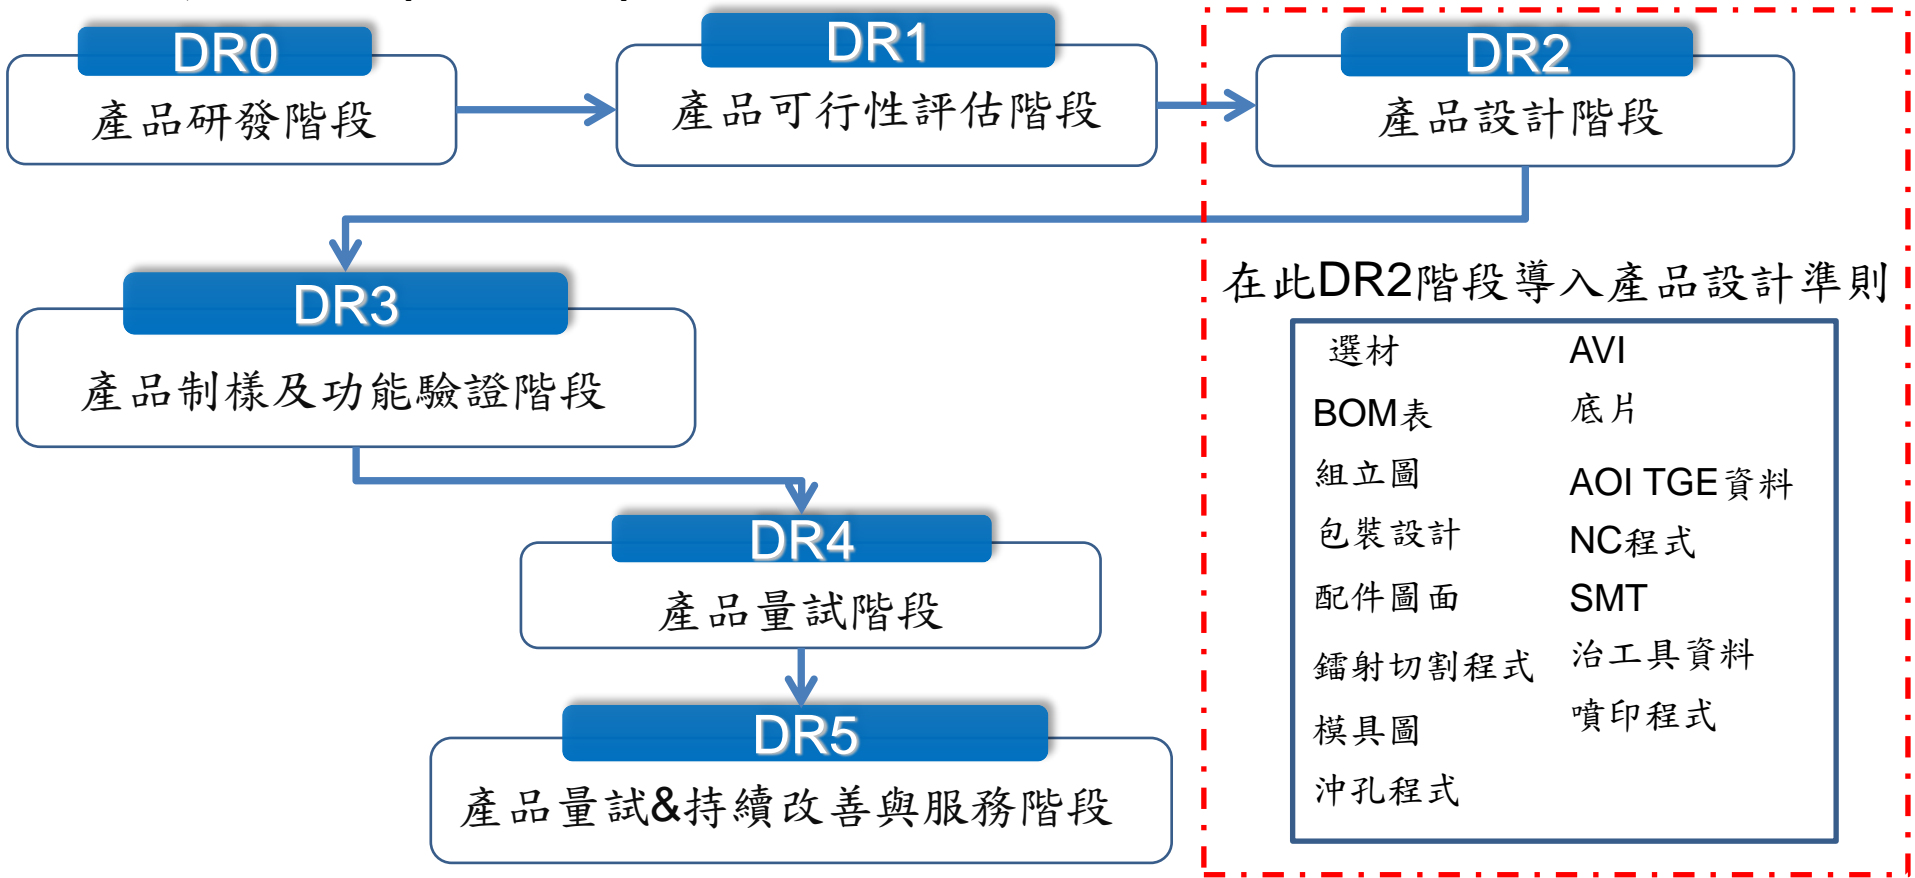 DR0
產品研發階段
DR1
產品可行性評估階段
DR2
產品設計階段
在此DR2階段導入產品設計準則
選材
BOM表
組立圖
包裝設計
配件圖面
鐳射切割程式
模具圖
沖孔程式
AVI
底片
AOI TGE資料
NC程式
SMT
治工具資料
噴印程式
DR3
產品制樣及功能驗證階段
DR4
產品量試階段
DR5
產品量試&持續改善與服務階段